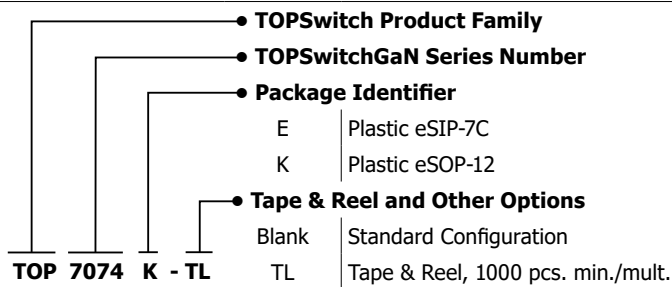 • TOPSwitch Product Family
• TOPSwitchGaN Series Number
• Package Identifier
E Plastic eSIP-7C
K Plastic eSOP-12
• Tape & Reel and Other Options
Blank Standard Configuration
TOP 7074 K - TL TL Tape & Reel, 1000 pcs. min./mult.